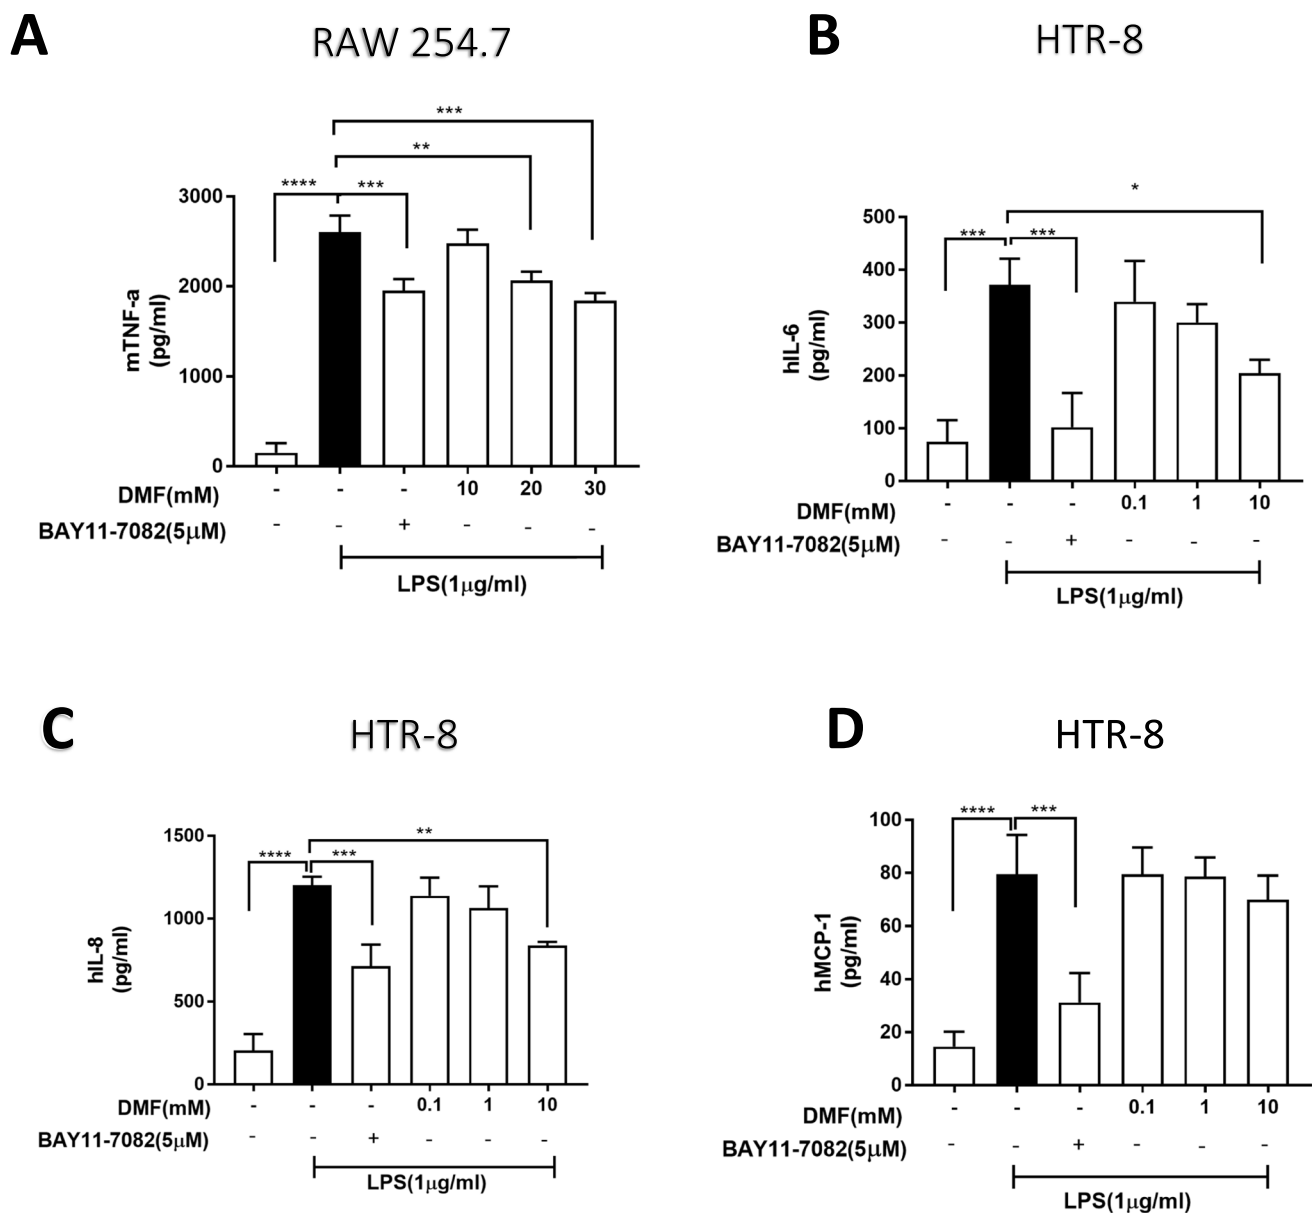 A
RAW 254.7
***
**
****
***
3000
2000
1000
0
mTNF-a
(pg/ml)
DMF(mM) - - - 10 20 30
BAY11-7082(5μM) - - + - - -
LPS(1μg/ml)
B
HTR-8
*
***
***
500
400
300
200
100
0
hIL-6
(pg/ml)
DMF(mM) - - - 0.1 1 10
BAY11-7082(5μM) - - + - - -
LPS(1μg/ml)
C
HTR-8
**
****
***
1500
1000
500
0
hIL-8
(pg/ml)
DMF(mM) - - - 0.1 1 10
BAY11-7082(5μM) - - + - - -
LPS(1μg/ml)
D
HTR-8
****
***
100
80
60
40
20
0
hMCP-1
(pg/ml)
DMF(mM) - - - 0.1 1 10
BAY11-7082(5μM) - - + - - -
LPS(1μg/ml)